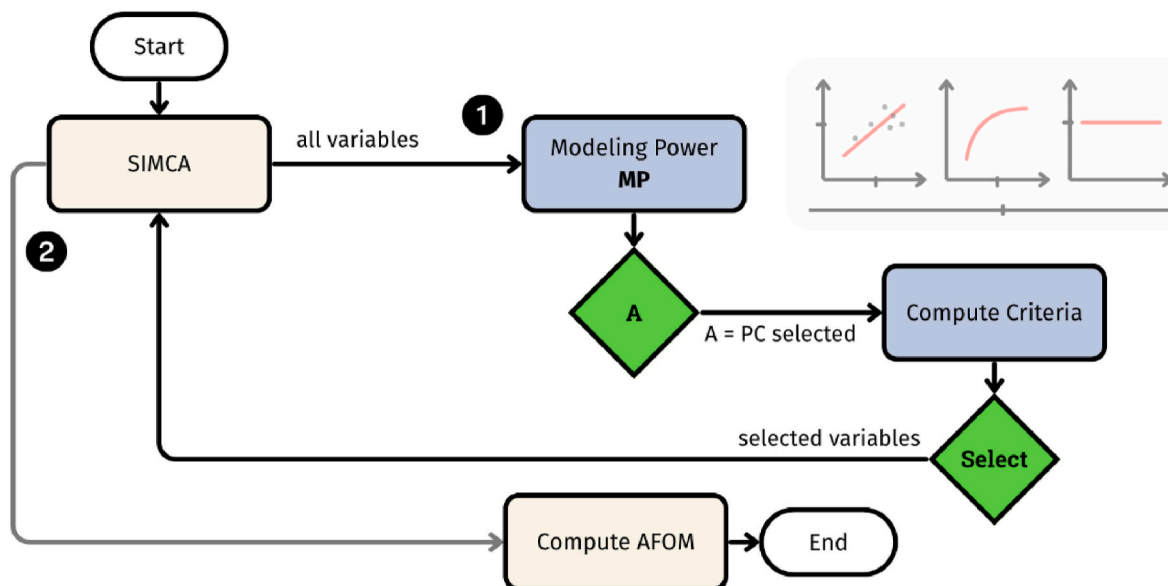 Start
SIMCA
all variables
1
Modeling Power
MP
2
A
A = PC selected
Compute Criteria
selected variables
Select
Compute AFOM
End